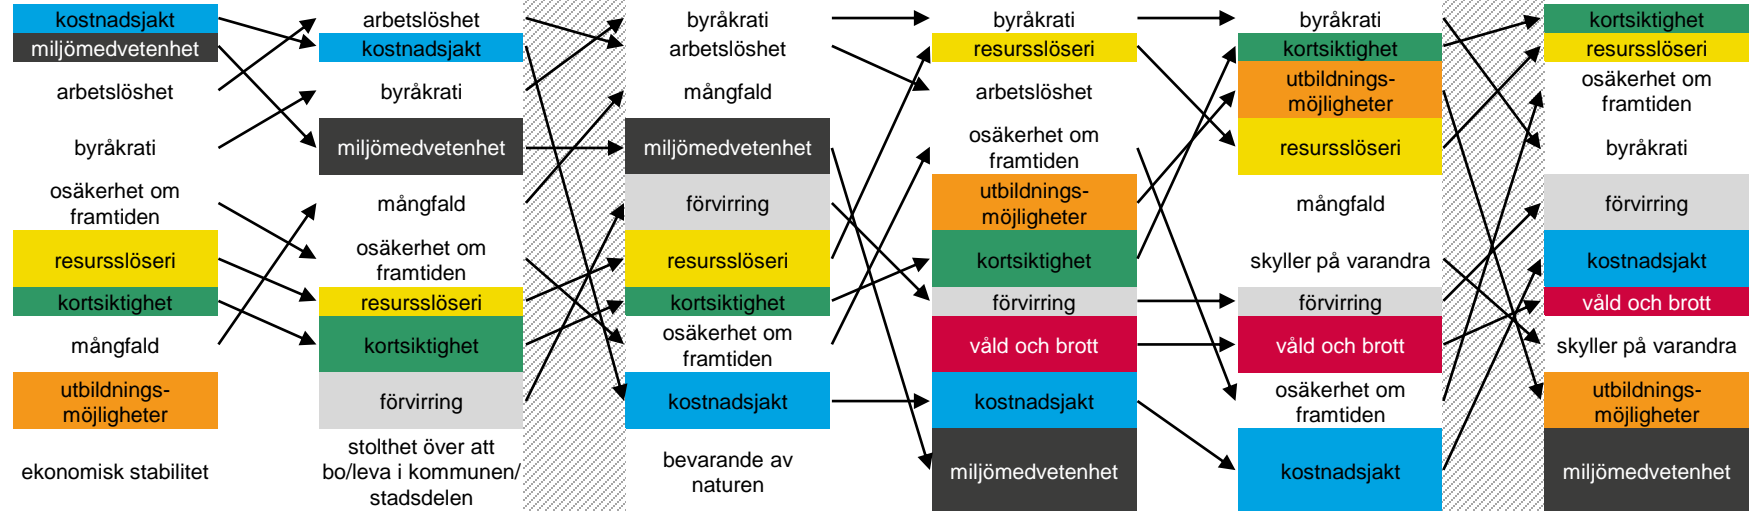 kostnadsjakt
miljömedvetenhet
arbetslöshet
byråkrati
osäkerhet om
framtiden
resursslöseri
kortsiktighet
mångfald
utbildnings-
möjligheter
ekonomisk stabilitet
arbetslöshet
kostnadsjakt
byråkrati
miljömedvetenhet
mångfald
osäkerhet om
framtiden
resursslöseri
kortsiktighet
förvirring
stolthet över att
bo/leva i kommunen/
stadsdelen
byråkrati
arbetslöshet
mångfald
miljömedvetenhet
förvirring
resursslöseri
kortsiktighet
osäkerhet om
framtiden
kostnadsjakt
bevarande av
naturen
byråkrati
resursslöseri
arbetslöshet
osäkerhet om
framtiden
utbildnings-
möjligheter
kortsiktighet
förvirring
våld och brott
kostnadsjakt
miljömedvetenhet
byråkrati
kortsiktighet
utbildnings-
möjligheter
resursslöseri
mångfald
skyller på varandra
förvirring
våld och brott
osäkerhet om
framtiden
kostnadsjakt
kortsiktighet
resursslöseri
osäkerhet om
framtiden
byråkrati
förvirring
kostnadsjakt
våld och brott
skyller på varandra
utbildnings-
möjligheter
miljömedvetenhet